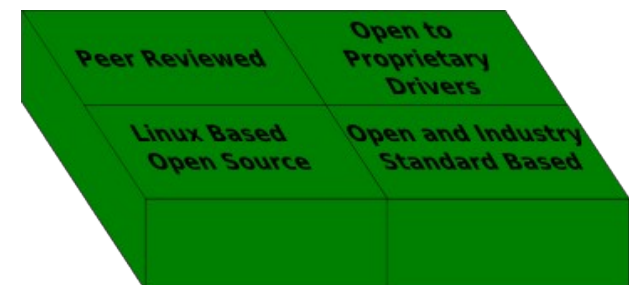 Peer Reviewed
Open to
Proprietary
Drivers
Linux Based
Open Source
Open and Industry
Standard Based